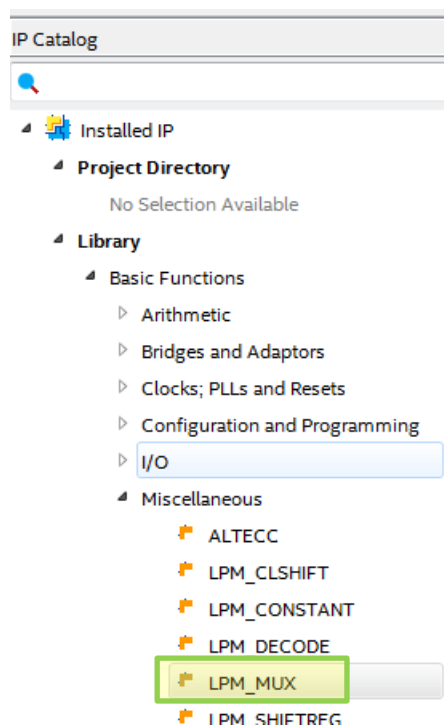 IP Catalog
Installed IP
Project Directory
No Selection Available
Library
Basic Functions
Arithmetic
Bridges and Adaptors
Clocks; PLLs and Resets
Configuration and Programming
I/O
Miscellaneous
ALTECC
LPM_CLSHIFT
LPM_CONSTANT
LPM_DECODE
LPM_MUX
LPM_SHIFTREG